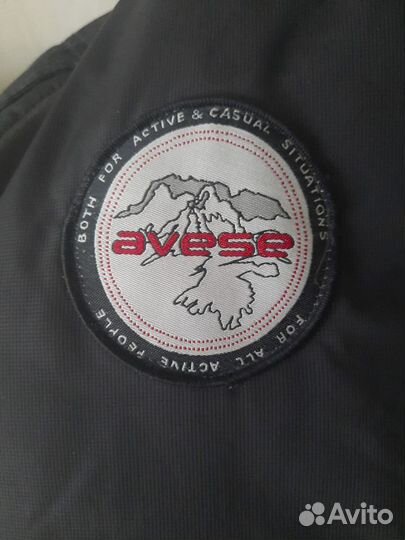 BOTH FOR ACTIVE & CASUAL SITUATIONS
avese
FOR ALL ACTIVE PEOPLE
Avito